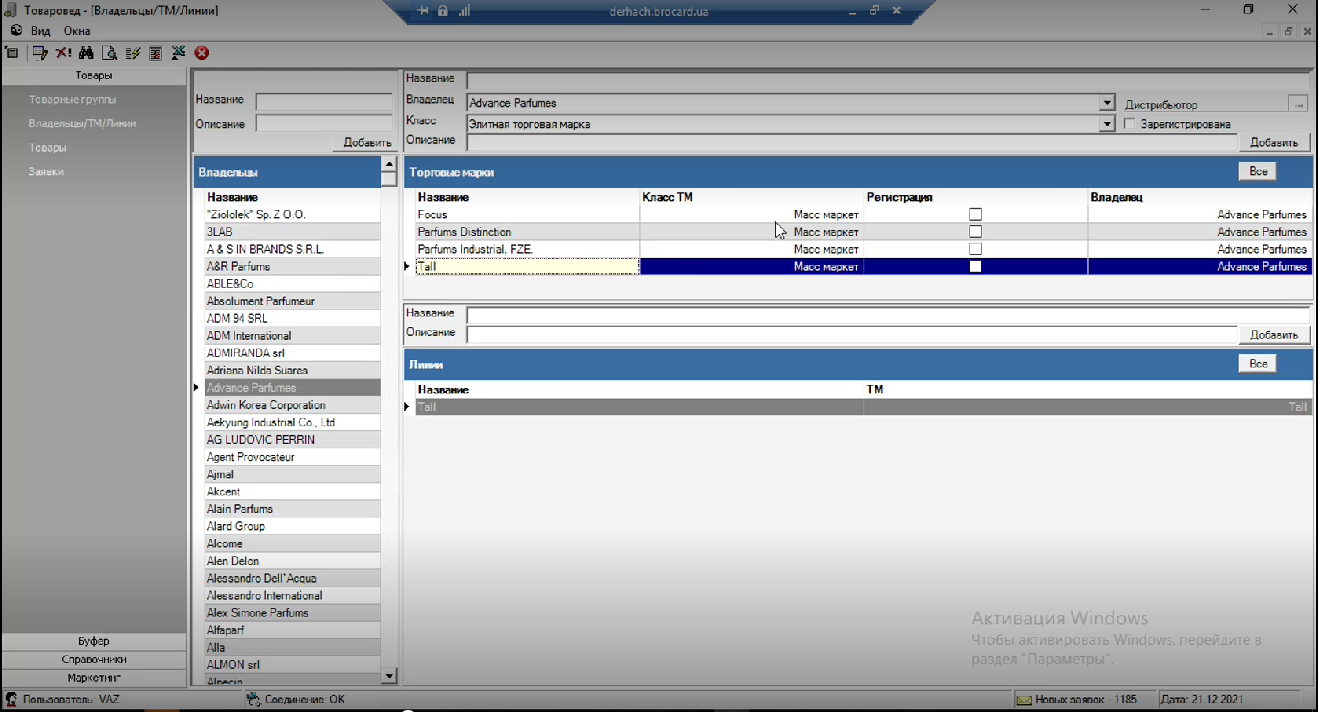 Товаровед - [Владельцы/ТМ/Линии]
derhach.brocard.ua
Вид Окна
Товары
Товарные группы
Владельцы/ТМ/Линии
Товары
Заявки
Буфер
Справочники
Маркетинг
Название
Описание
Добавить
Владельцы
Название
"Ziololek" Sp. Z O.O.
3LAB
A & S IN BRANDS S.R.L.
A&R Parfums
ABLE&Co
Absolument Parfumeur
ADM 94 SRL
ADM International
ADMIRANDA srl
Adriana Nilda Suares
Advance Parfumes
Adwin Korea Corporation
Aekyung Industrial Co., Ltd
AG LUDOVIC PERRIN
Agent Provocateur
Ajmal
Akcent
Alain Parfums
Alard Group
Alcome
Alen Delon
Alessandro Dell`Acqua
Alessandro International
Alex Simone Parfums
Alfaparf
Alla
ALMON srl
Alpecin
Название
Владелец Advance Parfumes Дистрибьютор ...
Класс Элитная торговая марка Зарегистрирована
Описание Добавить
Торговые марки Все
Название Класс ТМ Регистрация Владелец
Focus Масс маркет Advance Parfumes
Parfums Distinction Масс маркет Advance Parfumes
Parfums Industrial, FZE. Масс маркет Advance Parfumes
Tall Масс маркет Advance Parfumes
Название
Описание Добавить
Линии Все
Название ТМ
Tall Tall
Активация Windows
Чтобы активировать Windows, перейдите в
раздел "Параметры".
Пользователь: VAZ Соединение: OK Новых заявок - 1185 Дата: 21.12.2021